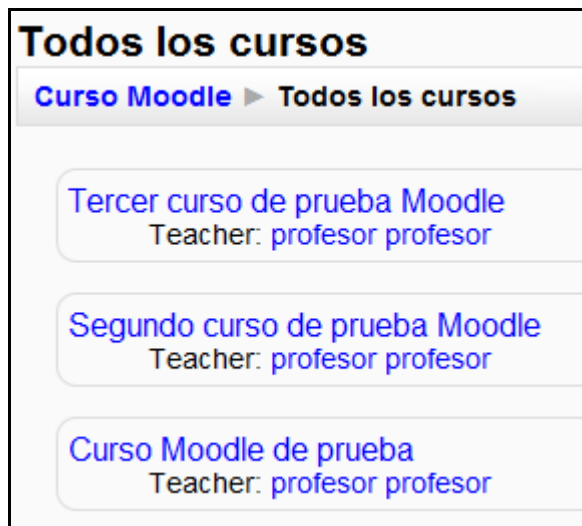 Todos los cursos
Curso Moodle ► Todos los cursos
Tercer curso de prueba Moodle
Teacher: profesor profesor
Segundo curso de prueba Moodle
Teacher: profesor profesor
Curso Moodle de prueba
Teacher: profesor profesor